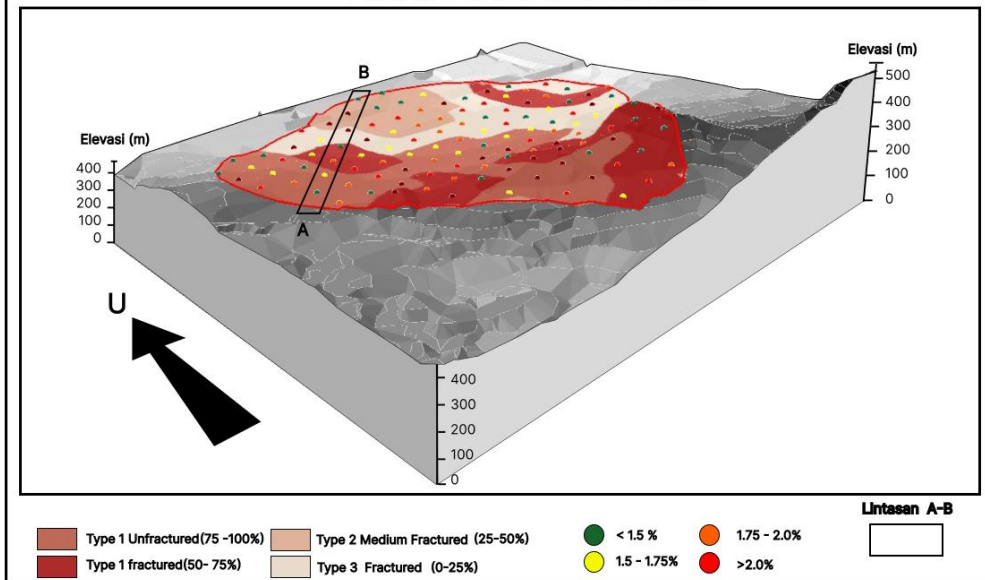 Elevasi (m)
500
400
300
200
100
0
B
Elevasi (m)
400
300
200
100
0
A
U
400
300
200
100
0
Lintasan A-B
Type 1 Unfractured(75 -100%)
Type 2 Medium Fractured (25-50%)
< 1.5 %
1.75 - 2.0%
Type 1 fractured(50- 75%)
Type 3 Fractured (0-25%)
1.5 - 1.75%
>2.0%